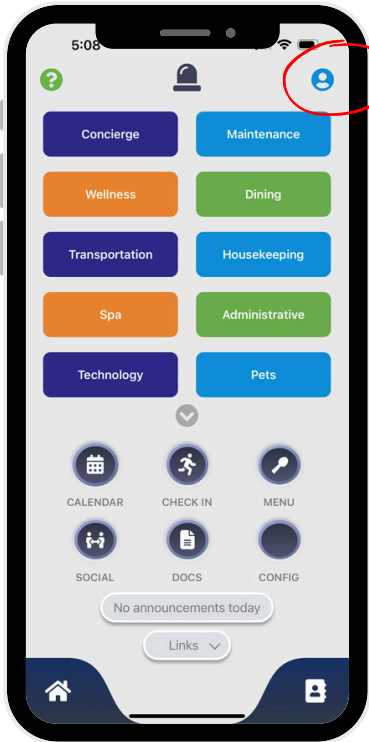 5:08
?
Concierge Maintenance
Wellness Dining
Transportation Housekeeping
Spa Administrative
Technology Pets
CALENDAR CHECK IN MENU
SOCIAL DOCS CONFIG
No announcements today
Links